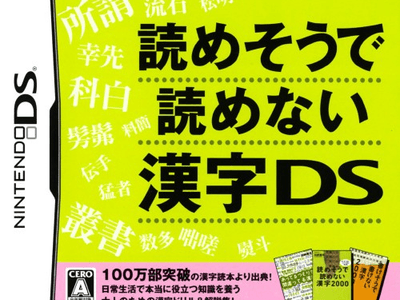 NINTENDO DS
所謂
流石
幸先
科白
髣髴
料簡
伝手
猛者
叢書
数多
咄嗟
熨斗
読めそうで
読めない
漢字DS
CERO
A
100万部突破の漢字読本より出典!
日常生活で本当に役立つ知識を養う
読めそうで
読めない
漢字2000